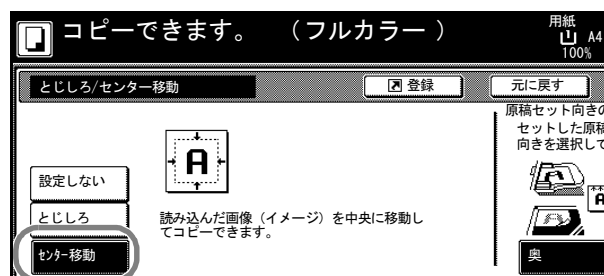 コピーできます。 （フルカラー ）
用紙
A4
100%
とじしろ/センター移動
登録
元に戻す
原稿セット向きの
セットした原稿
向きを選択して
A
A
設定しない
とじしろ
センター移動
読み込んだ画像（イメージ）を中央に移動し
てコピーできます。
奥